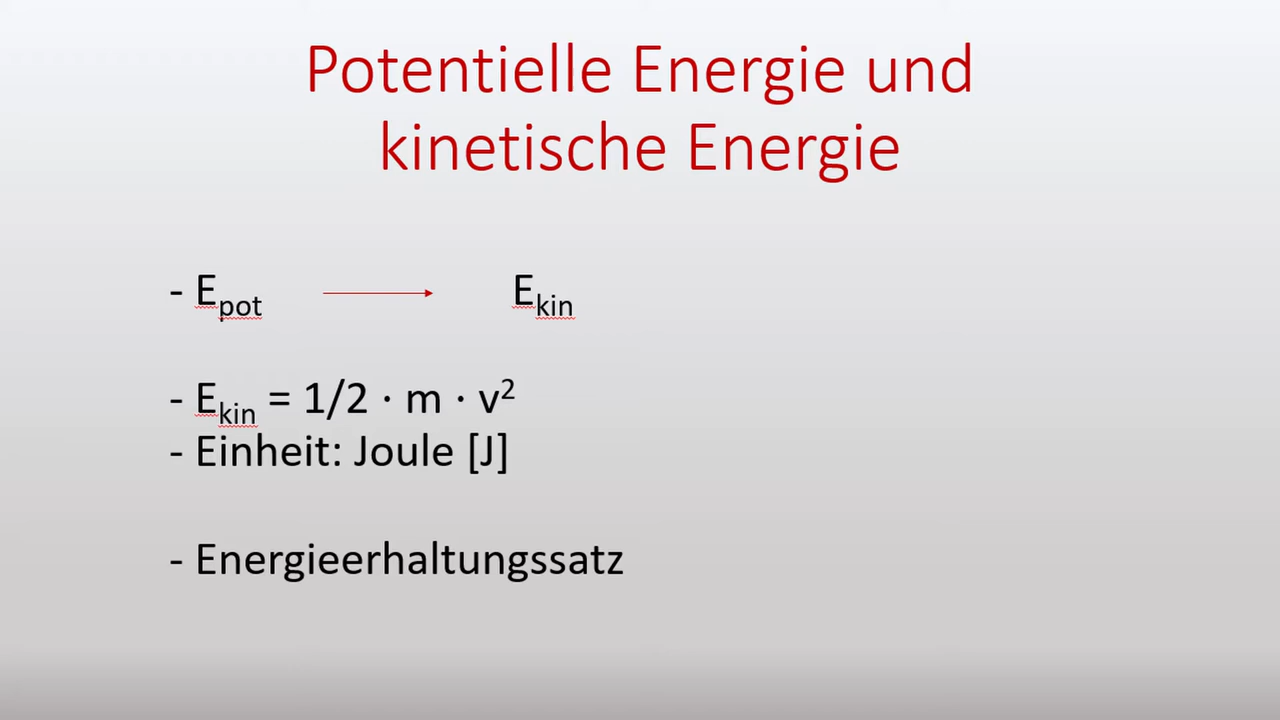 Potentielle Energie und
kinetische Energie
- Epot → Ekin
- Ekin = 1/2 · m · v²
- Einheit: Joule [J]
- Energieerhaltungssatz